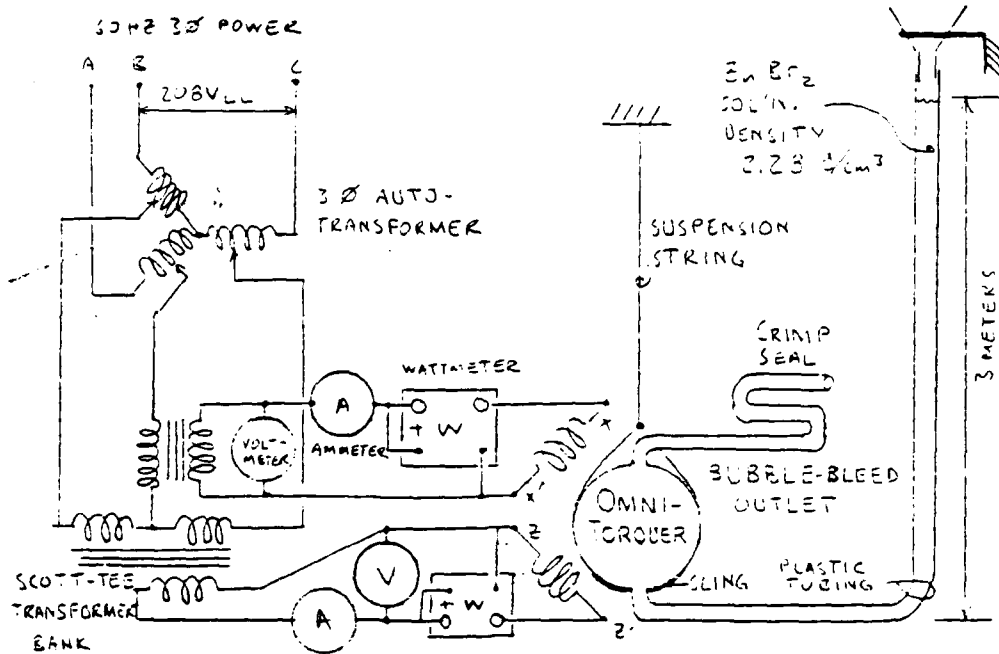 60HZ 3Ø POWER
A B C
208VLL
3Ø AUTO-
TRANSFORMER
ZnBr2
SOL'N.
DENSITY
2.23 g/cm3
SUSPENSION
STRING
3 METERS
CRIMP
SEAL
WATTMETER
A
+ W
VOLT-
METER
AMMETER
X
X'
BUBBLE-BLEED
OUTLET
OMNI-
TORQUER
Z
V
+ W
A
Z'
SLING
PLASTIC
TUBING
SCOTT-TEE
TRANSFORMER
BANK